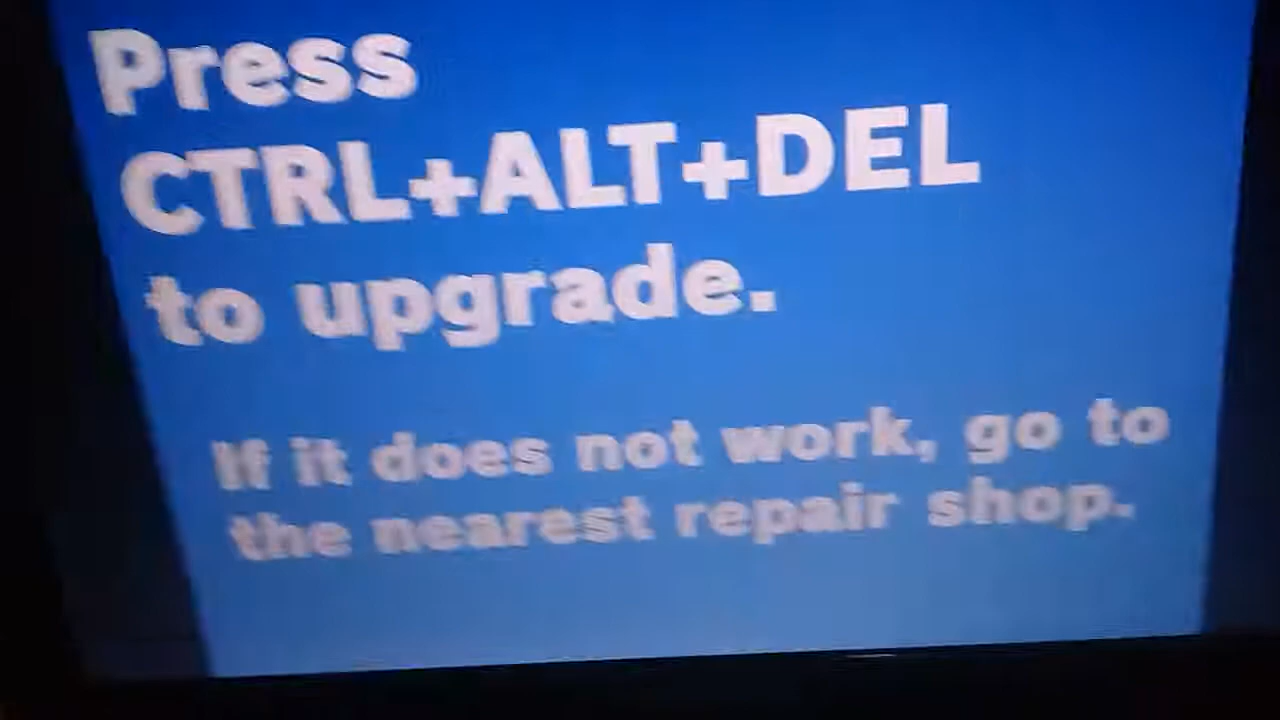 Press
CTRL+ALT+DEL
to upgrade.
If it does not work, go to
the nearest repair shop.